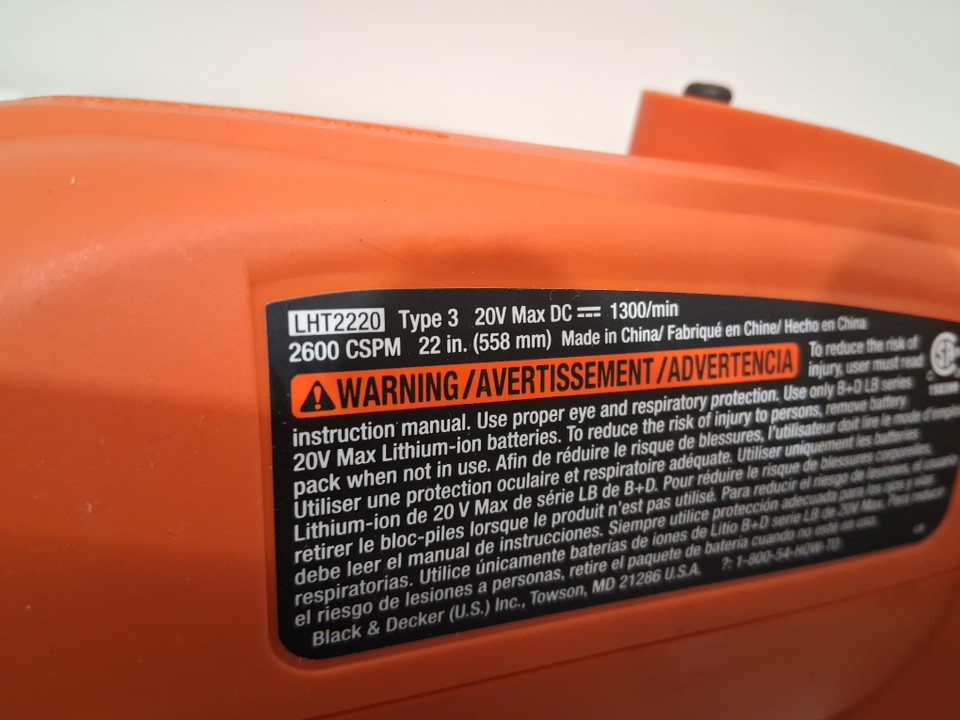 LHT2220 Type 3 20V Max DC 1300/min
2600 CSPM 22 in. (558 mm) Made in China/ Fabriqué en Chine/ Hecho en China
WARNING/AVERTISSEMENT/ADVERTENCIA To reduce the risk of
injury, user must read
instruction manual. Use proper eye and respiratory protection. Use only B+D LB series
20V Max Lithium-ion batteries. To reduce the risk of injury to persons, remove battery
pack when not in use. Afin de réduire le risque de blessures, l'utilisateur doit lire le mode d'emploi.
Utiliser une protection oculaire et respiratoire adéquate. Utiliser uniquement les batteries
Lithium-ion de 20 V Max de série LB de B+D. Pour réduire le risque de blessures corporelles,
retirer le bloc-piles lorsque le produit n'est pas utilisé. Para reducir el riesgo de lesiones, el usuario
debe leer el manual de instrucciones. Siempre utilice protección adecuada para los ojos y vías
respiratorias. Utilice únicamente baterías de iones de Litio B+D serie LB de 20V Max. Para reducir
el riesgo de lesiones a personas, retire el paquete de batería cuando no esté en uso.
Black & Decker (U.S.) Inc., Towson, MD 21286 U.S.A. ?: 1-800-54-HOW-TO